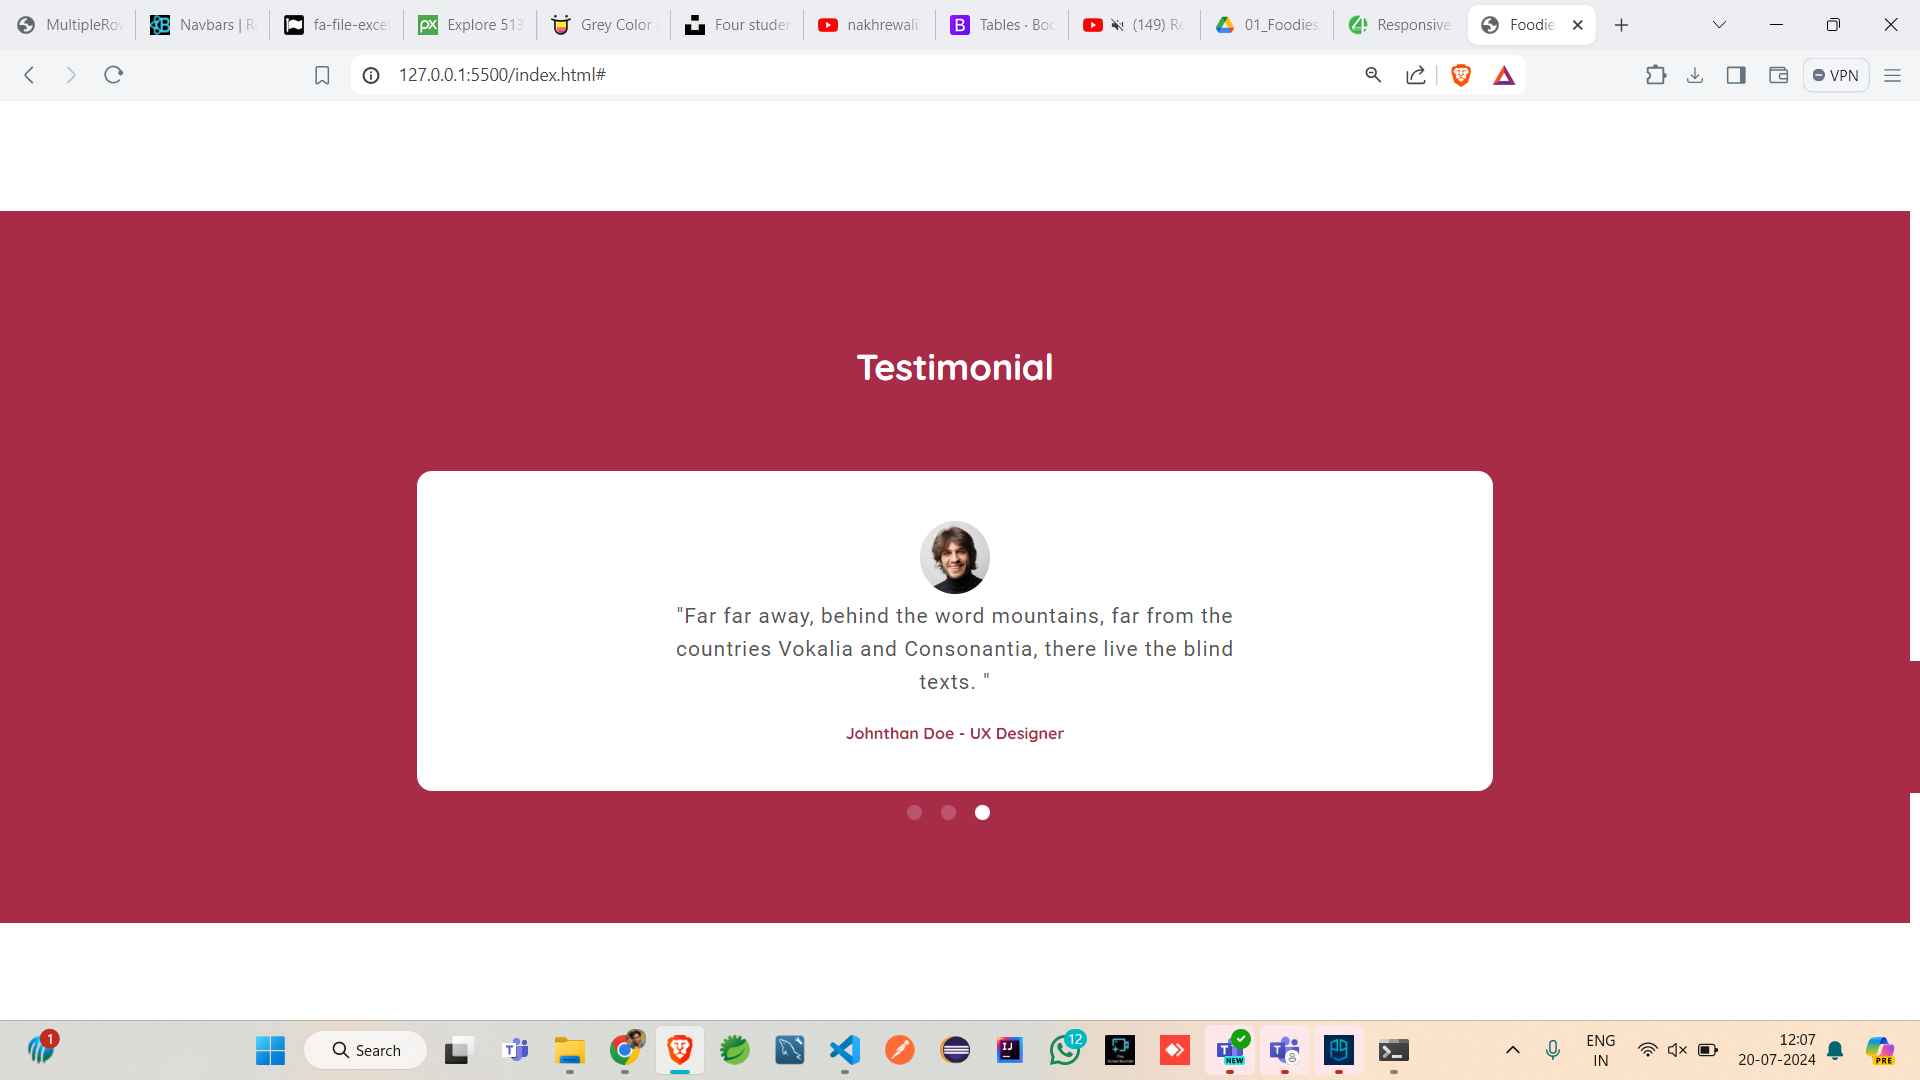 MultipleRo
Navbars | R
fa-file-excel
Explore 513
Grey Color
Four studen
nakhrewali
Tables · Boo
(149) Re
01_Foodies
Responsive
Foodie
127.0.0.1:5500/index.html#
VPN
Testimonial
"Far far away, behind the word mountains, far from the
countries Vokalia and Consonantia, there live the blind
texts. "
Johnthan Doe - UX Designer
1
Search
12
NEW
ENG
IN
12:07
20-07-2024
PRE